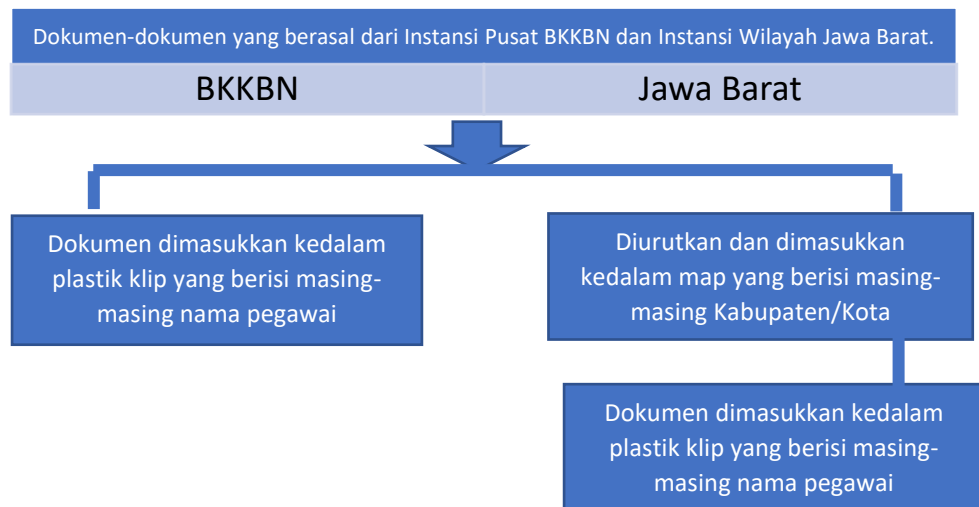 Dokumen-dokumen yang berasal dari Instansi Pusat BKKBN dan Instansi Wilayah Jawa Barat.
BKKBN
Jawa Barat
Dokumen dimasukkan kedalam
plastik klip yang berisi masing-
masing nama pegawai
Diurutkan dan dimasukkan
kedalam map yang berisi masing-
masing Kabupaten/Kota
Dokumen dimasukkan kedalam
plastik klip yang berisi masing-
masing nama pegawai